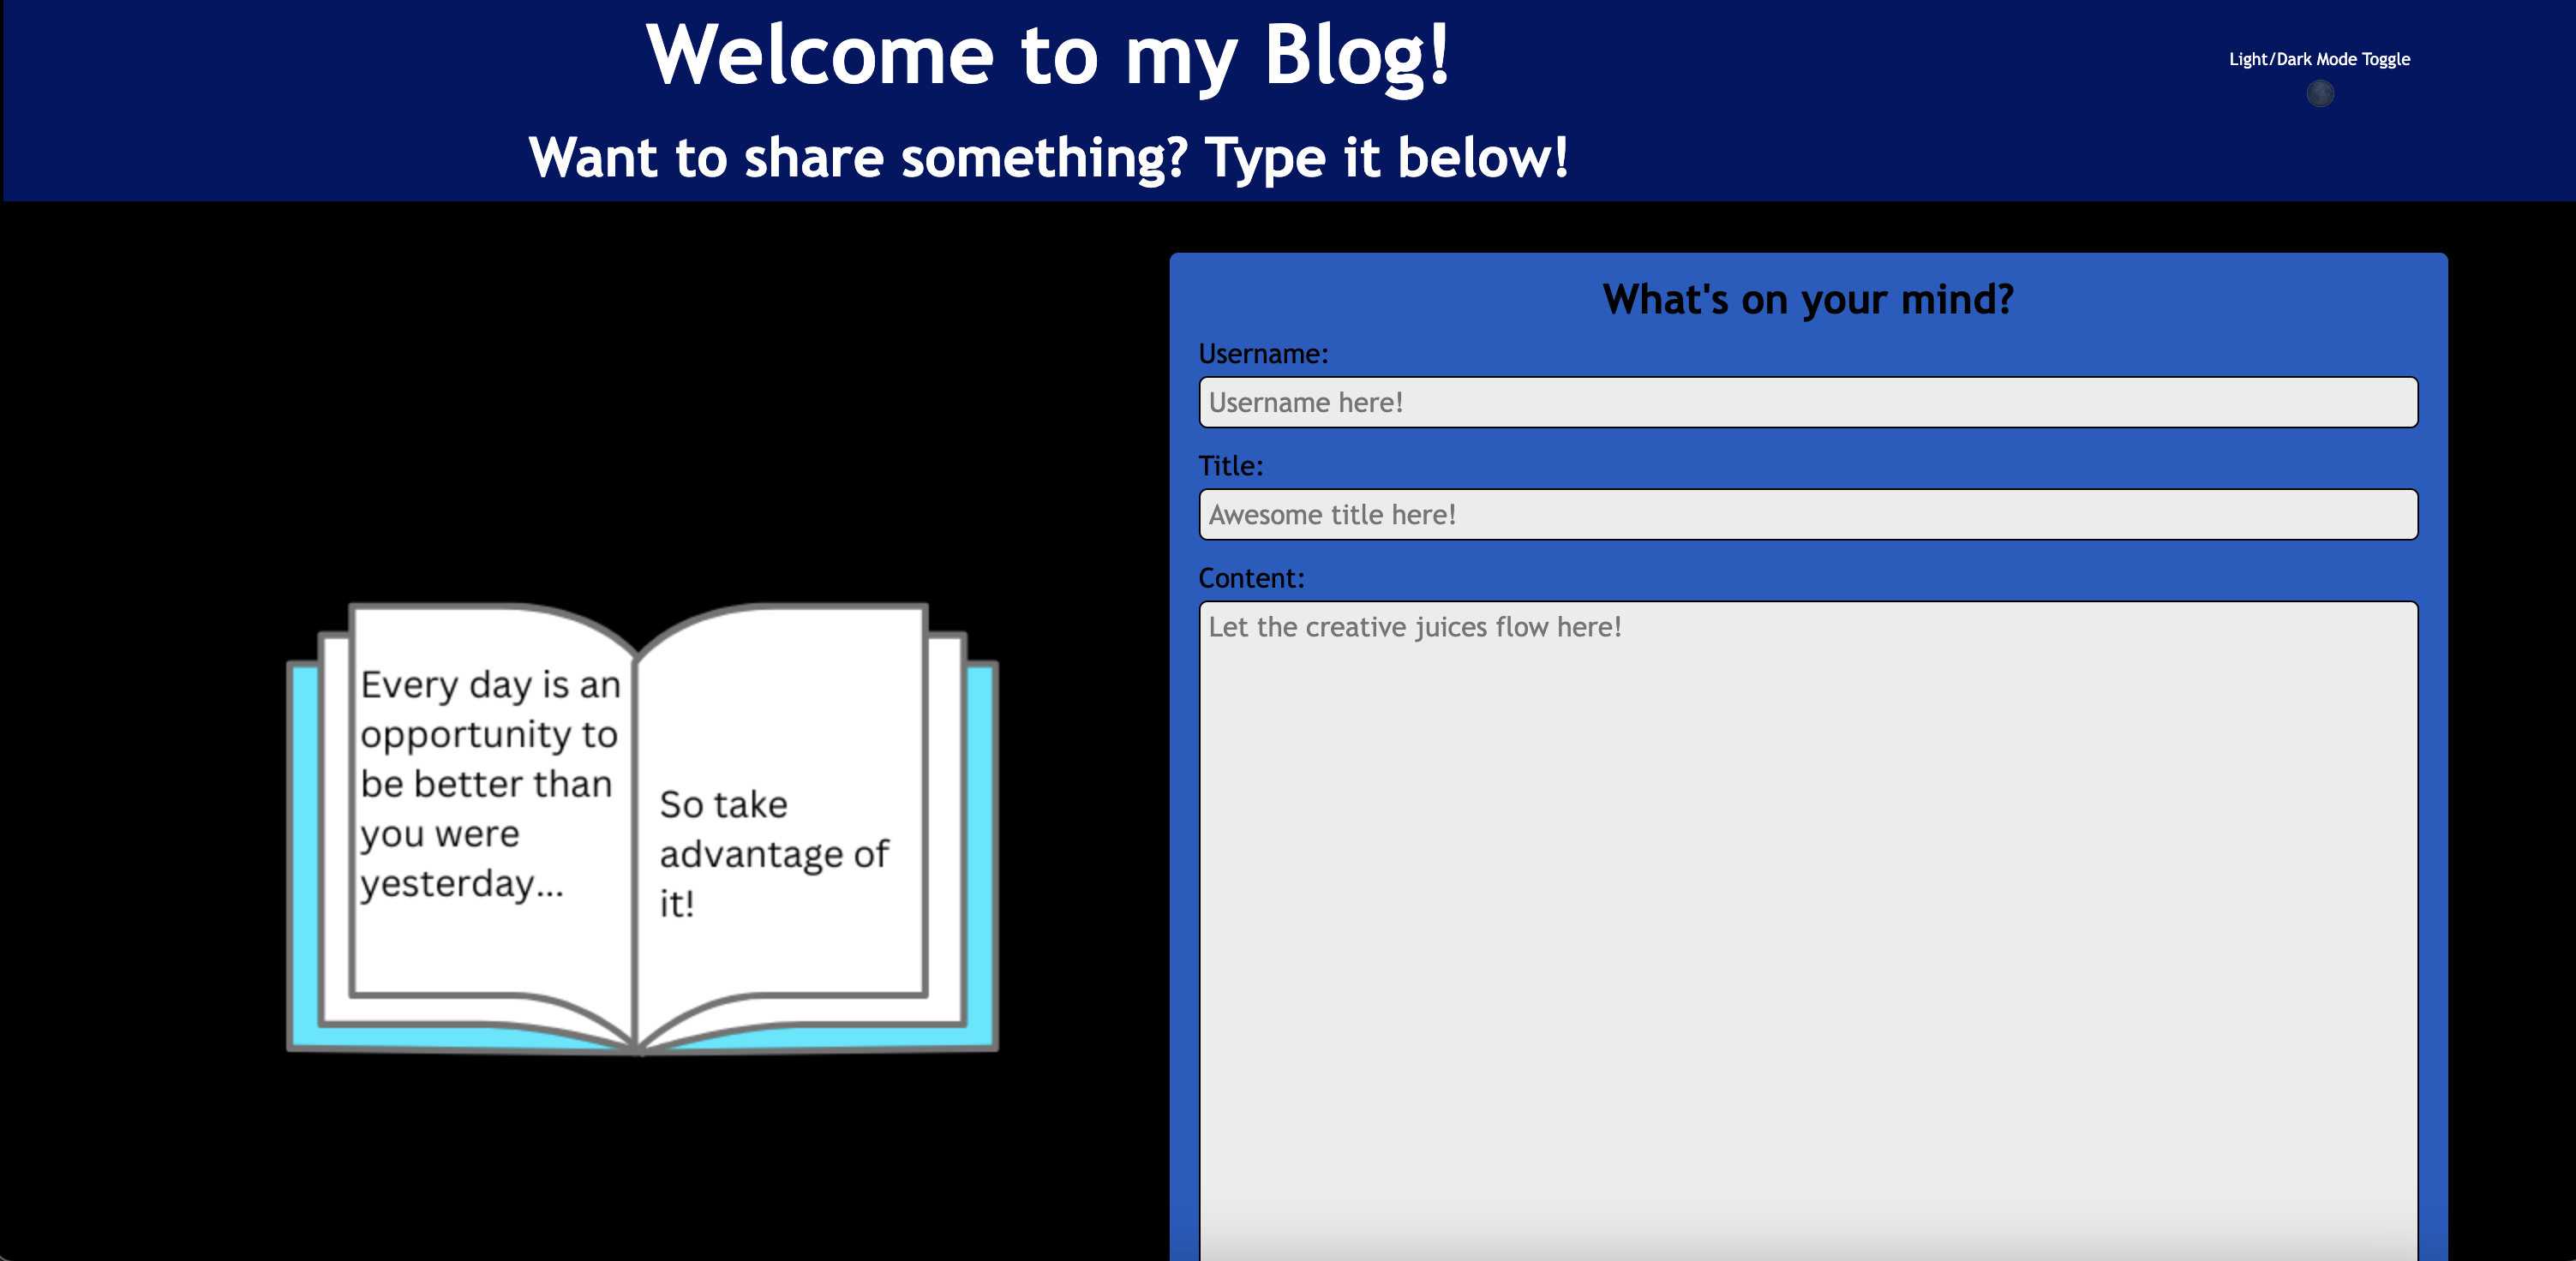 Welcome to my Blog!
Light/Dark Mode Toggle
Want to share something? Type it below!
Every day is an
opportunity to
be better than
you were
yesterday...
So take
advantage of
it!
What's on your mind?
Username:
Username here!
Title:
Awesome title here!
Content:
Let the creative juices flow here!